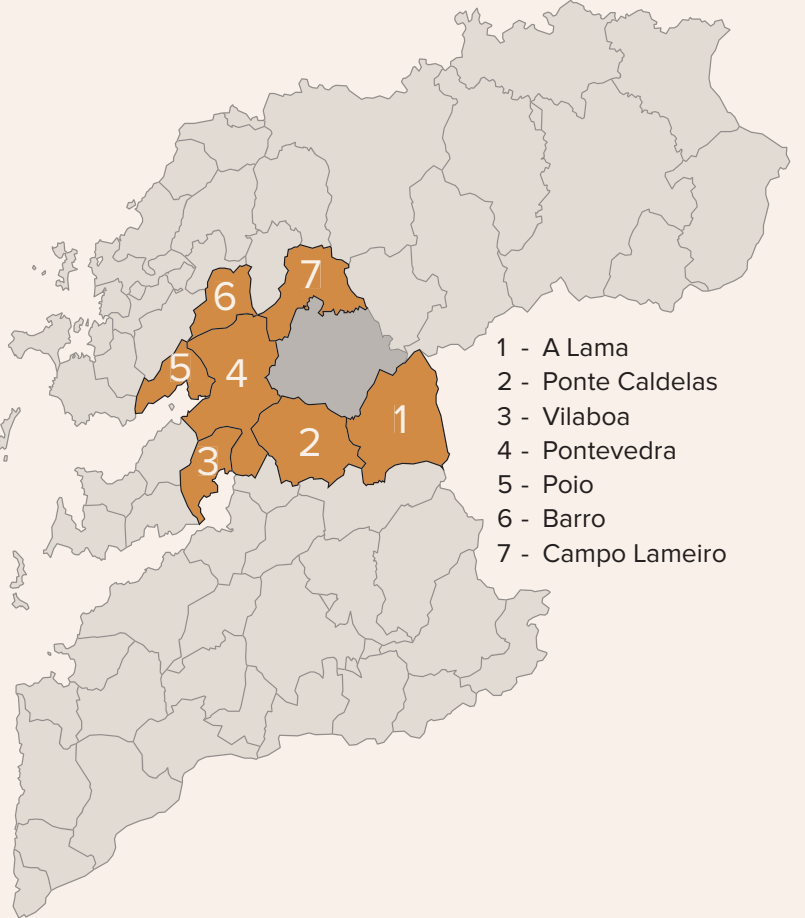 7
6
5
4
1
2
3
1 - A Lama
2 - Ponte Caldelas
3 - Vilaboa
4 - Pontevedra
5 - Poio
6 - Barro
7 - Campo Lameiro